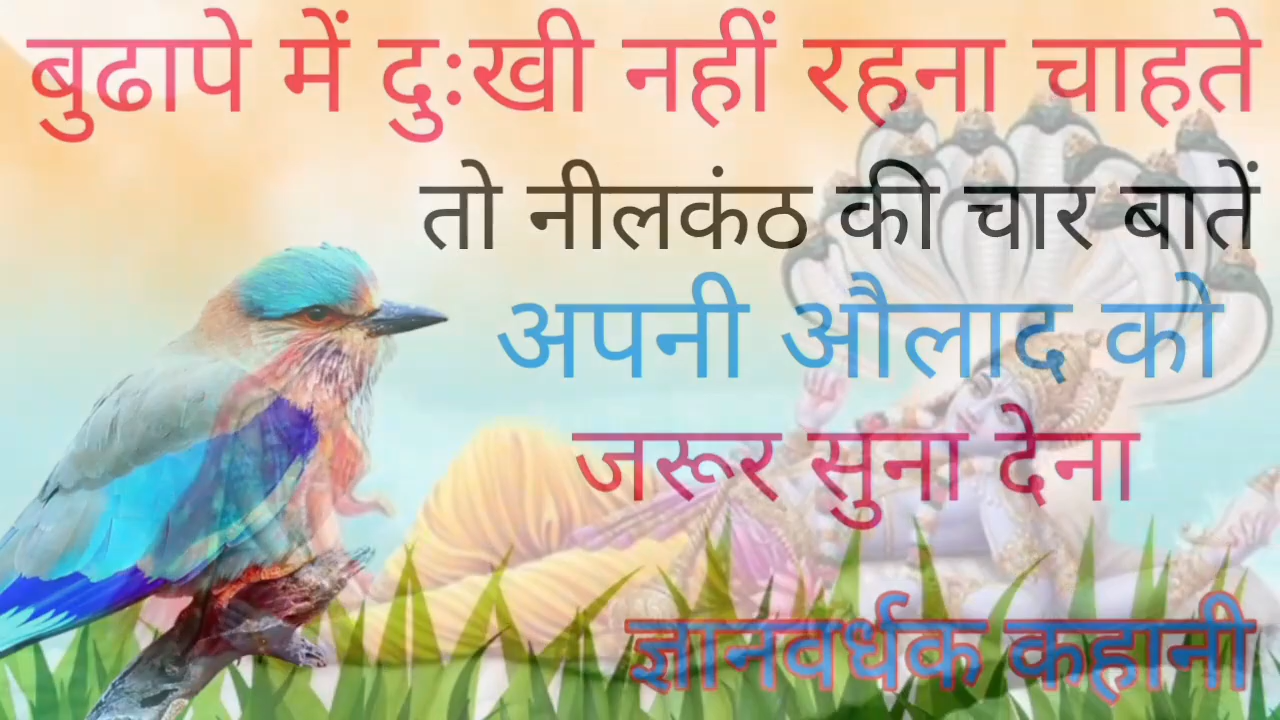 बुढापे में दुःखी नहीं रहना चाहते
तो नीलकंठ की चार बातें
अपनी औलाद को
जरूर सुना देना
ज्ञानवर्धक कहानी